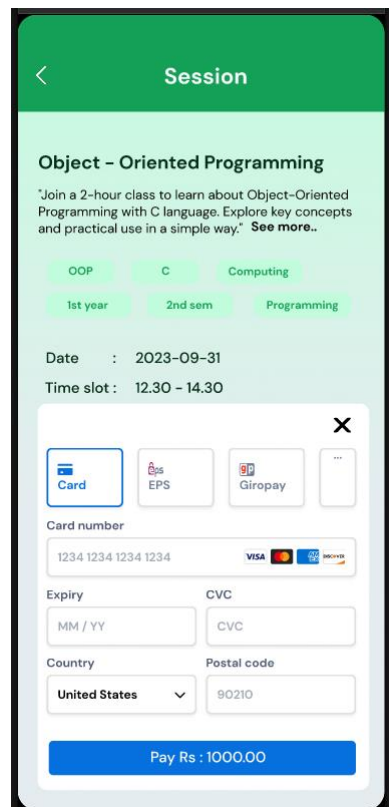 Session
Object - Oriented Programming
"Join a 2-hour class to learn about Object-Oriented
Programming with C language. Explore key concepts
and practical use in a simple way." See more..
OOP C Computing
1st year 2nd sem Programming
Date : 2023-09-31
Time slot : 12.30 - 14.30
X
eps
Card EPS Giropay ...
Card number
1234 1234 1234 1234 VISA DISCOVER
Expiry CVC
MM / YY CVC
Country Postal code
United States 90210
Pay Rs : 1000.00